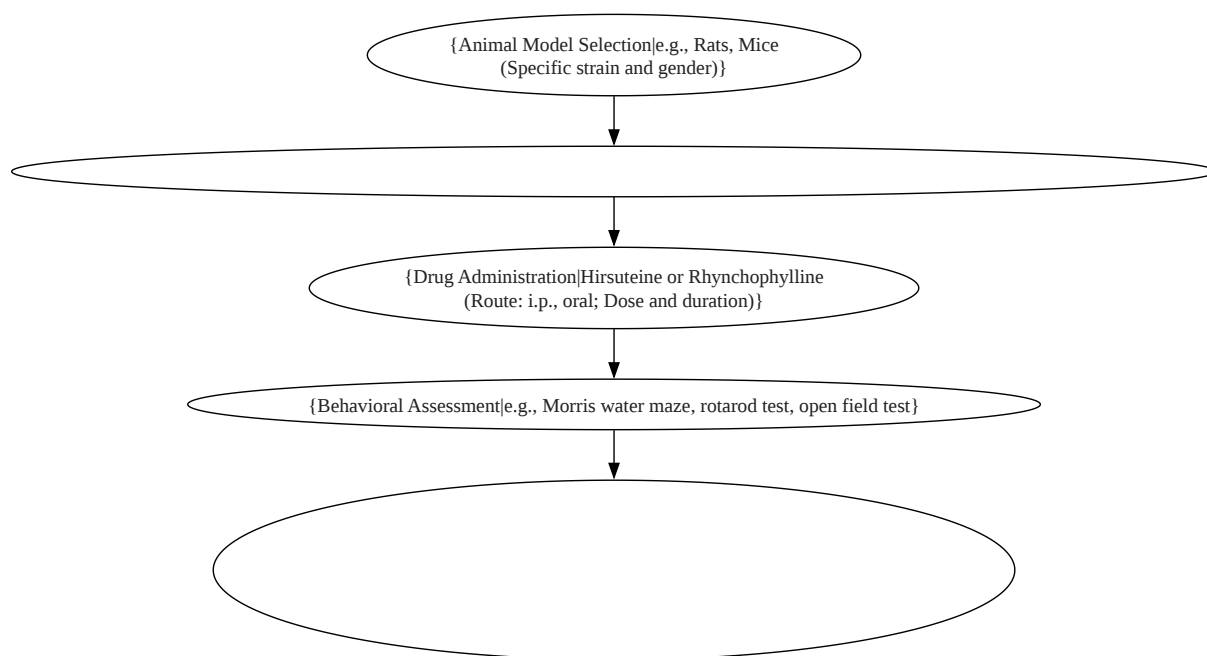 {Animal Model Selection|e.g., Rats, Mice
(Specific strain and gender)}
{Drug Administration|Hirsuteine or Rhynchophylline
(Route: i.p., oral; Dose and duration)}
{Behavioral Assessment|e.g., Morris water maze, rotarod test, open field test}